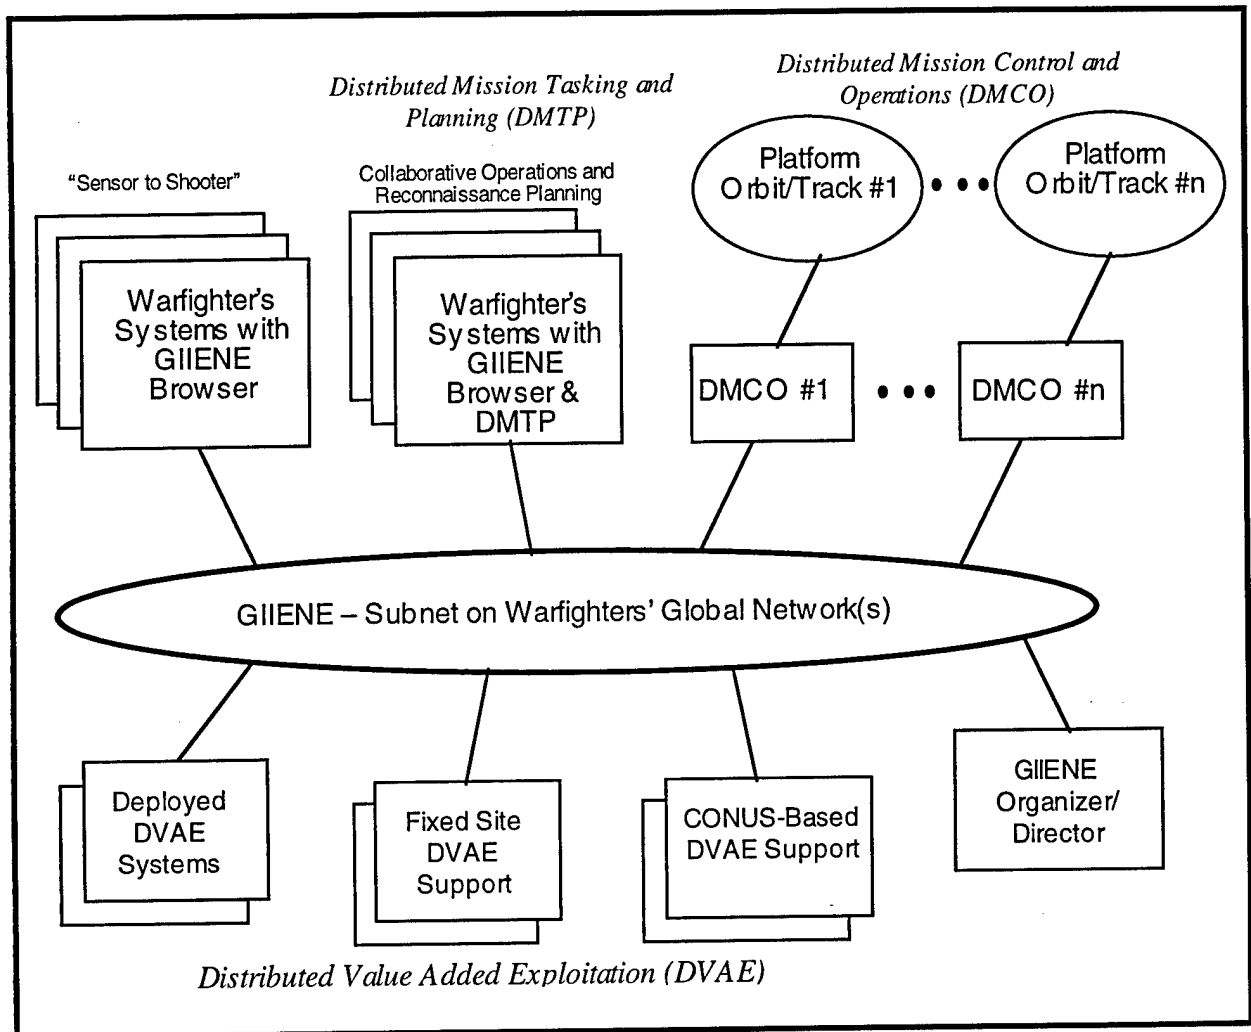 Distributed Mission Tasking and
Planning (DMTP)
Distributed Mission Control and
Operations (DMCO)
"Sensor to Shooter"
Collaborative Operations and
Reconnaissance Planning
Platform
Orbit/Track #1
Platform
Orbit/Track #n
Warfighter's
Systems with
GIIENE
Browser
Warfighter's
Systems with
GIIENE
Browser &
DMTP
DMCO #1
DMCO #n
GIIENE – Subnet on Warfighters' Global Network(s)
Deployed
DVAE
Systems
Fixed Site
DVAE
Support
CONUS-Based
DVAE Support
GIIENE
Organizer/
Director
Distributed Value Added Exploitation (DVAE)